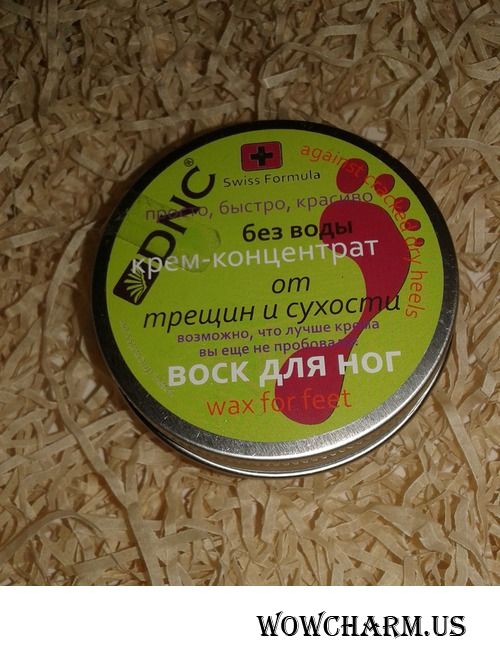 DNC®
Swiss Formula
against cracked dry heels
просто, быстро, красиво
без воды
крем-концентрат
от
трещин и сухости
возможно, что лучше крема
вы еще не пробовали
воск для ног
wax for feet
WOWCHARM.US